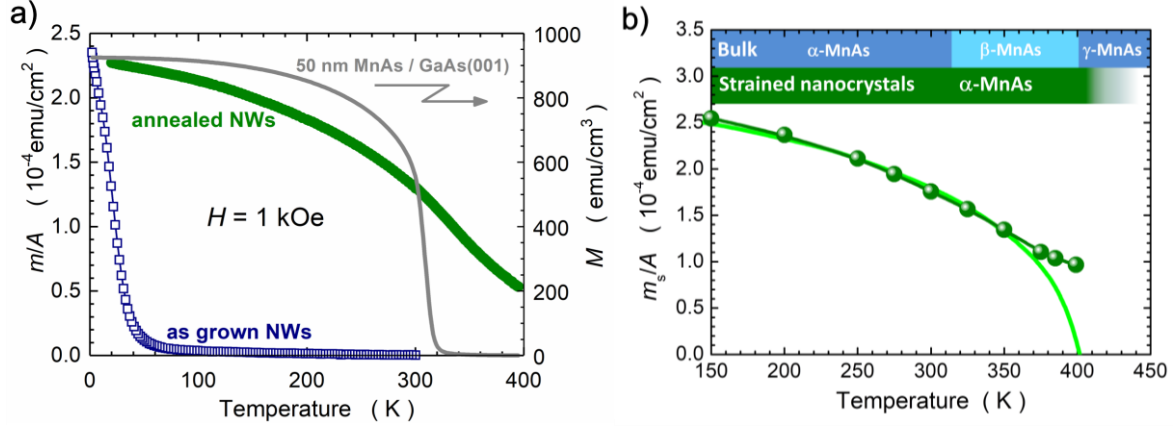 a)
2.5
2.0
1.5
1.0
0.5
0.0
m/A ( 10⁻⁴emu/cm² )
1000
800
600
400
200
0
M ( emu/cm³ )
50 nm MnAs / GaAs(001)
annealed NWs
H = 1 kOe
as grown NWs
0 100 200 300 400
Temperature ( K )
b)
3.5
3.0
2.5
2.0
1.5
1.0
0.5
0.0
mₛ/A ( 10⁻⁴emu/cm² )
Bulk α-MnAs β-MnAs γ-MnAs
Strained nanocrystals α-MnAs
150 200 250 300 350 400 450
Temperature ( K )